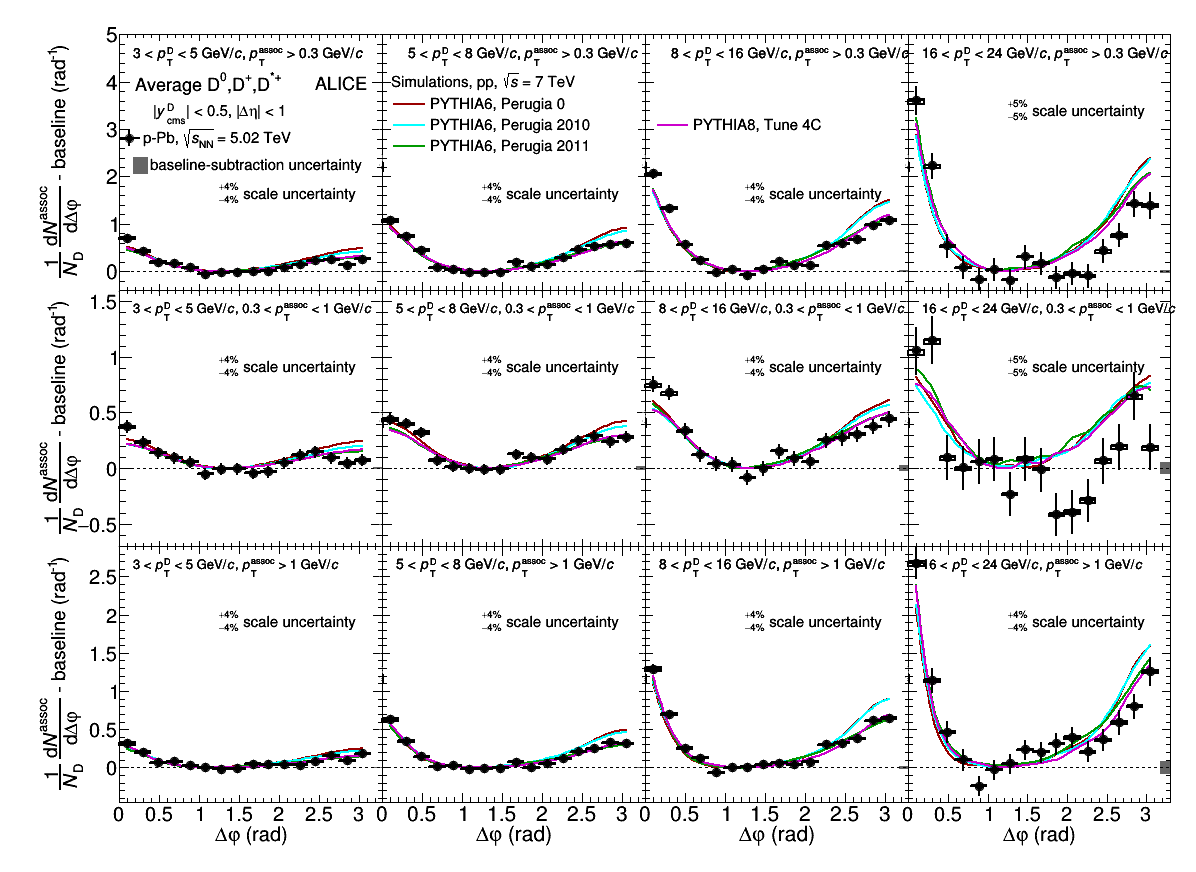 3 < p_T^D < 5 GeV/c, p_T^assoc > 0.3 GeV/c
5 < p_T^D < 8 GeV/c, p_T^assoc > 0.3 GeV/c
8 < p_T^D < 16 GeV/c, p_T^assoc > 0.3 GeV/c
16 < p_T^D < 24 GeV/c, p_T^assoc > 0.3 GeV/c
Average D^0,D^+,D^*+ ALICE
|y_cms^D| < 0.5, |Δη| < 1
p-Pb, √s_NN = 5.02 TeV
baseline-subtraction uncertainty
+4% −4% scale uncertainty
Simulations, pp, √s = 7 TeV
PYTHIA6, Perugia 0
PYTHIA6, Perugia 2010
PYTHIA6, Perugia 2011
+4% −4% scale uncertainty
PYTHIA8, Tune 4C
+4% −4% scale uncertainty
+5% −5% scale uncertainty
1/N_D dN^assoc/dΔφ - baseline (rad^-1)
5
4
3
2
1
0
3 < p_T^D < 5 GeV/c, 0.3 < p_T^assoc < 1 GeV/c
5 < p_T^D < 8 GeV/c, 0.3 < p_T^assoc < 1 GeV/c
8 < p_T^D < 16 GeV/c, 0.3 < p_T^assoc < 1 GeV/c
16 < p_T^D < 24 GeV/c, 0.3 < p_T^assoc < 1 GeV/c
+4% −4% scale uncertainty
+4% −4% scale uncertainty
+4% −4% scale uncertainty
+5% −5% scale uncertainty
1/N_D dN^assoc/dΔφ - baseline (rad^-1)
1.5
1
0.5
0
−0.5
3 < p_T^D < 5 GeV/c, p_T^assoc > 1 GeV/c
5 < p_T^D < 8 GeV/c, p_T^assoc > 1 GeV/c
8 < p_T^D < 16 GeV/c, p_T^assoc > 1 GeV/c
16 < p_T^D < 24 GeV/c, p_T^assoc > 1 GeV/c
+4% −4% scale uncertainty
+4% −4% scale uncertainty
+4% −4% scale uncertainty
+4% −4% scale uncertainty
1/N_D dN^assoc/dΔφ - baseline (rad^-1)
2.5
2
1.5
1
0.5
0
0 0.5 1 1.5 2 2.5 3
0 0.5 1 1.5 2 2.5 3
0 0.5 1 1.5 2 2.5 3
0 0.5 1 1.5 2 2.5 3
Δφ (rad)
Δφ (rad)
Δφ (rad)
Δφ (rad)